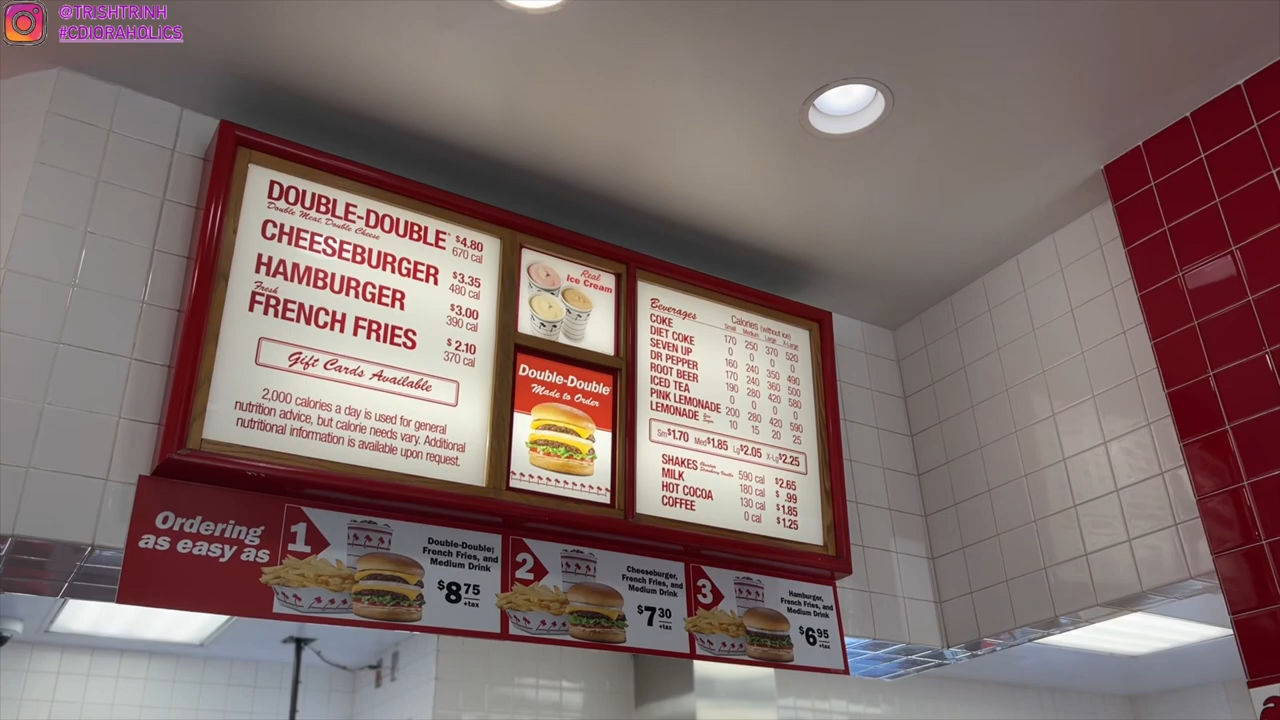 @TRISHTRINH
#CDIORAHOLICS
DOUBLE-DOUBLE® $4.80
Double Meat, Double Cheese 670 cal
CHEESEBURGER $3.35
480 cal
HAMBURGER $3.00
390 cal
Fresh
FRENCH FRIES $2.10
370 cal
Gift Cards Available
2,000 calories a day is used for general
nutrition advice, but calorie needs vary. Additional
nutritional information is available upon request.
Real
Ice Cream
Double-Double®
Made to Order
Beverages Calories (without ice)
Small Medium Large X-Large
COKE 170 250 370 520
DIET COKE 0 0 0 0
SEVEN UP 160 240 350 490
DR PEPPER 170 240 360 500
ROOT BEER 190 280 420 580
ICED TEA 0 0 0 0
PINK LEMONADE 200 280 420 590
LEMONADE 10 15 20 25
Sm $1.70 Med $1.85 Lg $2.05 X-Lg $2.25
SHAKES Chocolate Strawberry Vanilla 590 cal $2.65
MILK 180 cal $.99
HOT COCOA 130 cal $1.85
COFFEE 0 cal $1.25
Ordering
as easy as
1
Double-Double®,
French Fries, and
Medium Drink
$8.75
+tax
2
Cheeseburger,
French Fries, and
Medium Drink
$7.30
+tax
3
Hamburger,
French Fries, and
Medium Drink
$6.95
+tax